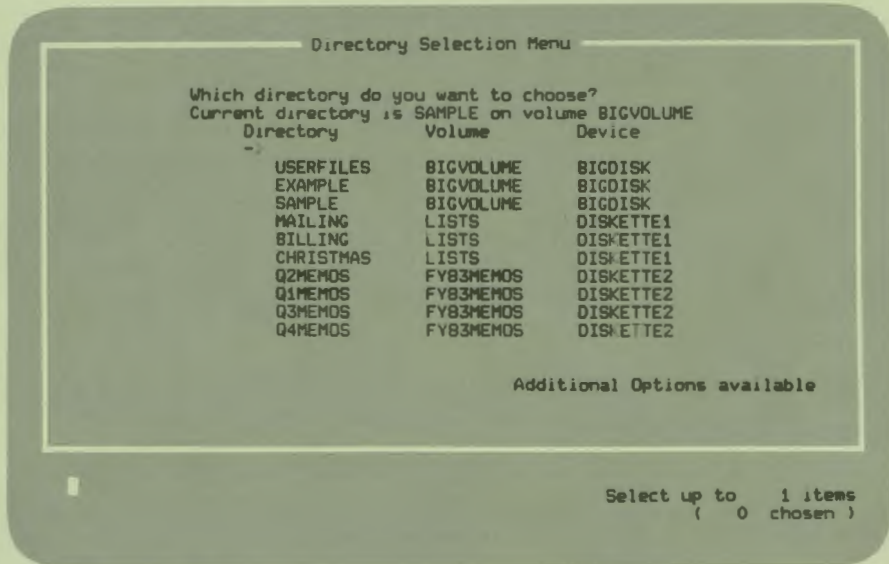 Directory Selection Menu
Which directory do you want to choose?
Current directory is SAMPLE on volume BIGVOLUME
Directory Volume Device
->
USERFILES BIGVOLUME BIGDISK
EXAMPLE BIGVOLUME BIGDISK
SAMPLE BIGVOLUME BIGDISK
MAILING LISTS DISKETTE1
BILLING LISTS DISKETTE1
CHRISTMAS LISTS DISKETTE1
Q2MEMOS FY83MEMOS DISKETTE2
Q1MEMOS FY83MEMOS DISKETTE2
Q3MEMOS FY83MEMOS DISKETTE2
Q4MEMOS FY83MEMOS DISKETTE2
Additional Options available
Select up to 1 items
( 0 chosen )